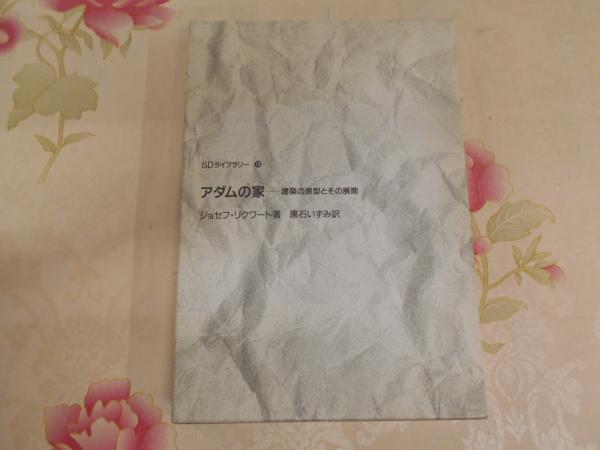 SDライブラリー 18
アダムの家——建築の原型とその展開
ジョセフ・リクワート著 黒石いずみ訳